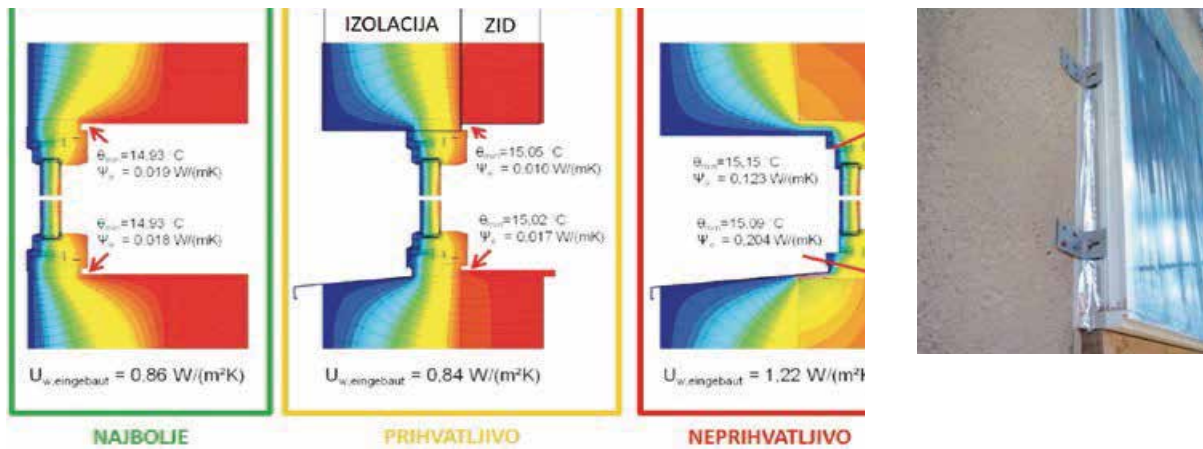 IZOLACIJA ZID
θmin=14,93 °C
Ψe = 0,019 W/(mK)
θmin=14,93 °C
Ψe = 0,018 W/(mK)
Uw,eingebaut = 0,86 W/(m²K)
NAJBOLJE
θmin=15,05 °C
Ψe = 0,010 W/(mK)
θmin=15,02 °C
Ψe = 0,017 W/(mK)
Uw,eingebaut = 0,84 W/(m²K)
PRIHVATLJIVO
θmin=15,15 °C
Ψe = 0,123 W/(mK)
θmin=15,09 °C
Ψe = 0,204 W/(mK)
Uw,eingebaut = 1,22 W/(m²K
NEPRIHVATLJIVO